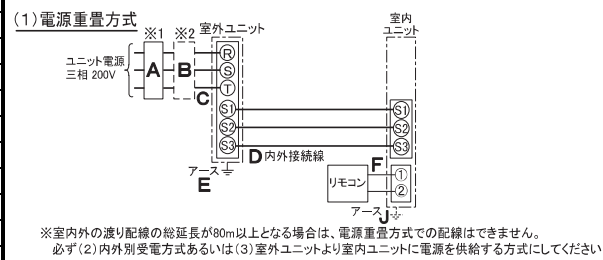 (1)電源重畳方式
※1 ※2 室外ユニット
室内
ユニット
ユニット電源
三相 200V
A
B
C
R
S
T
S1
S2
S3
S1
S2
S3
D 内外接続線
アース
E
リモコン
F
①
②
アース
J
※室内外の渡り配線の総延長が80m以上となる場合は、電源重畳方式での配線はできません。
必ず(2)内外別受電方式あるいは(3)室外ユニットより室内ユニットに電源を供給する方式にしてください